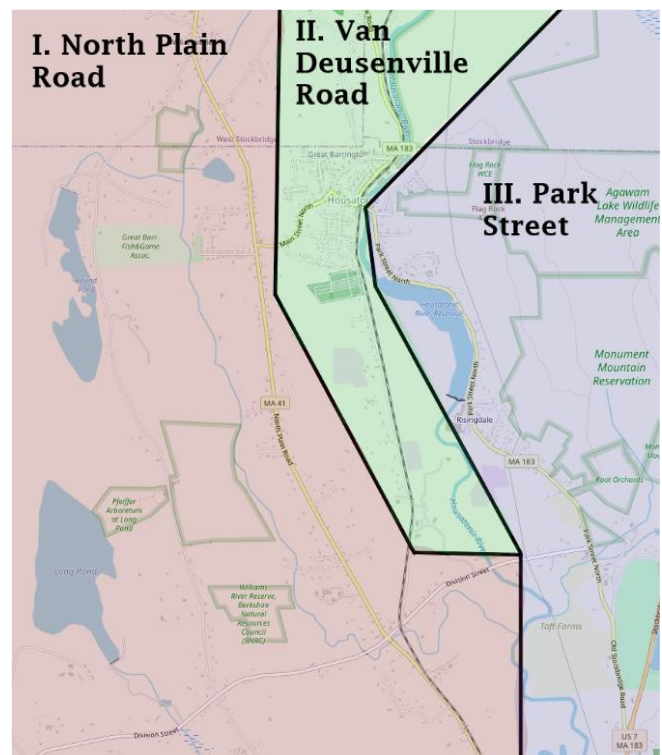 I. North Plain
Road
II. Van
Deusenville
Road
III. Park
Street
West Stockbridge
Great Barrington
MA 183
Stockbridge
Flag Rock
WCE
Flag Rock
Agawam
Lake Wildlife
Management
Area
Housatonic
Main Street North
Great Barr.
Fish&Game
Assoc.
Round
Pond
Park Street North
Housatonic
River Reservoir
Monument
Mountain
Reservation
MA 41
North Plain Road
Risingdale
Park Street North
MA 183
Root Orchards
Pfeiffer
Arboretum
at Long
Pond
Long Pond
Housatonic River
Park Street North
Williams
River Reserve,
Berkshire
Natural
Resources
Council
(BNRC)
Division Street
Taft Farms
Old Stockbridge Road
Division Street
US 7
MA 183